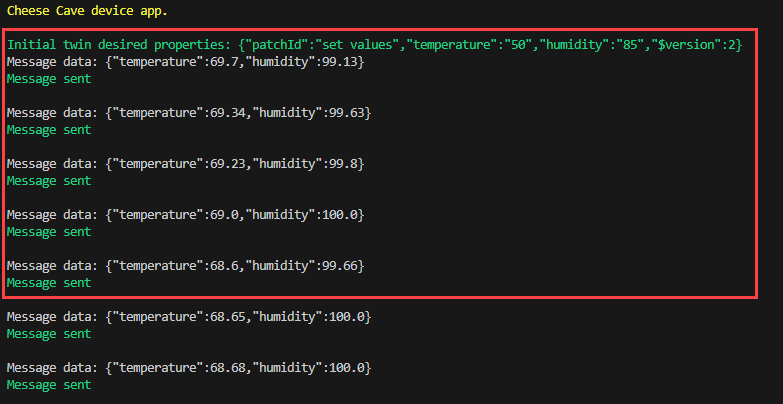 Cheese Cave device app.
Initial twin desired properties: {"patchId":"set values","temperature":"50","humidity":"85","$version":2}
Message data: {"temperature":69.7,"humidity":99.13}
Message sent
Message data: {"temperature":69.34,"humidity":99.63}
Message sent
Message data: {"temperature":69.23,"humidity":99.8}
Message sent
Message data: {"temperature":69.0,"humidity":100.0}
Message sent
Message data: {"temperature":68.6,"humidity":99.66}
Message sent
Message data: {"temperature":68.65,"humidity":100.0}
Message sent
Message data: {"temperature":68.68,"humidity":100.0}
Message sent